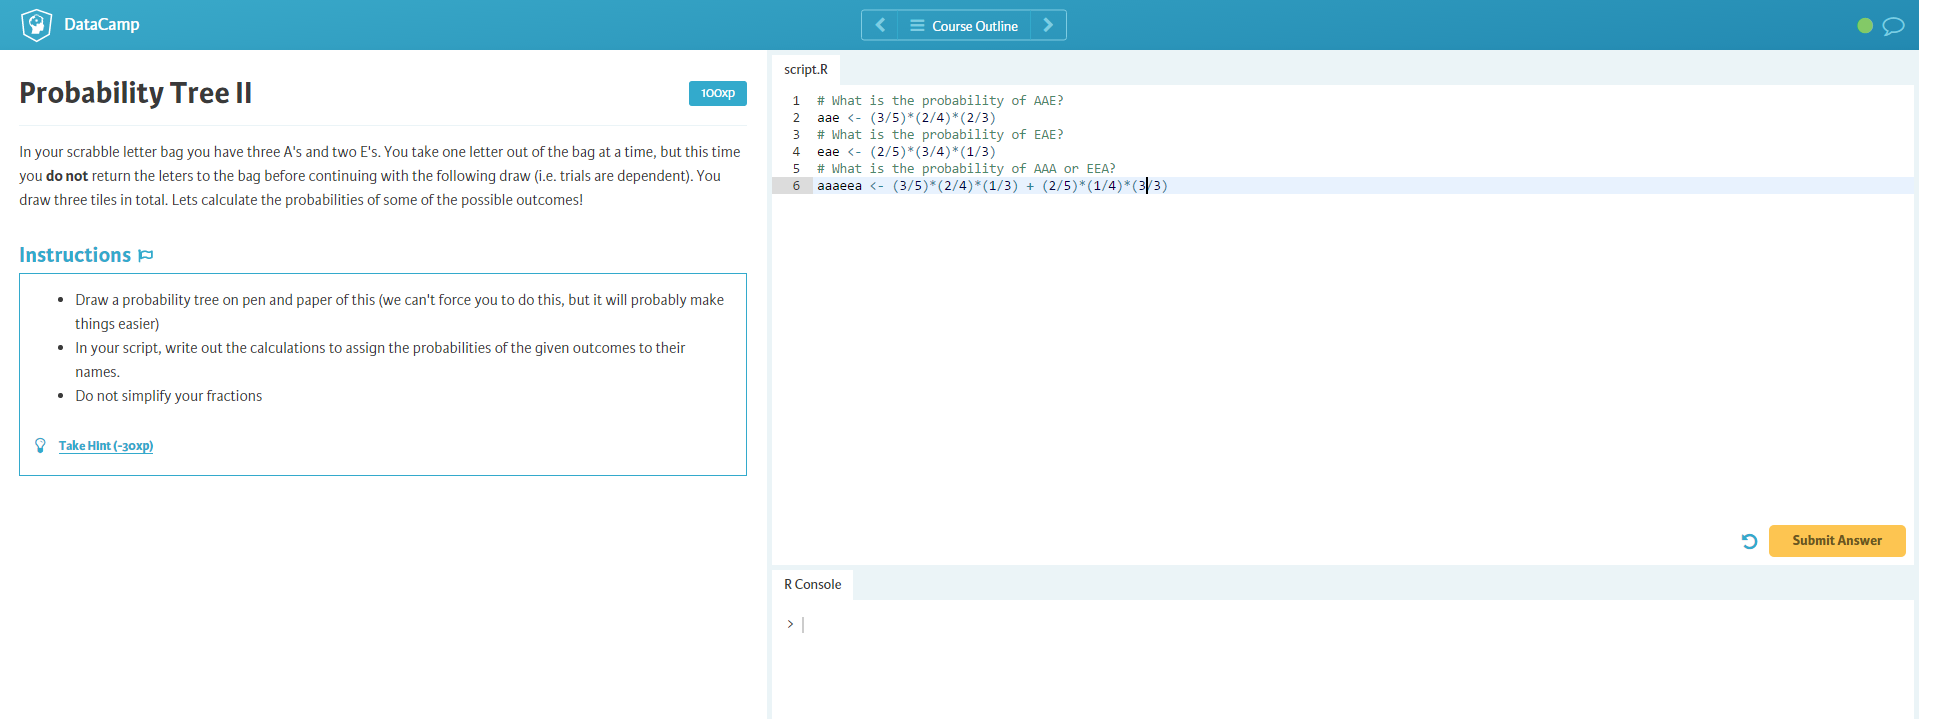 DataCamp
Course Outline
Probability Tree II
100xp
In your scrabble letter bag you have three A's and two E's. You take one letter out of the bag at a time, but this time
you do not return the leters to the bag before continuing with the following draw (i.e. trials are dependent). You
draw three tiles in total. Lets calculate the probabilities of some of the possible outcomes!
Instructions
• Draw a probability tree on pen and paper of this (we can't force you to do this, but it will probably make
things easier)
• In your script, write out the calculations to assign the probabilities of the given outcomes to their
names.
• Do not simplify your fractions
Take Hint (-30xp)
script.R
1 # What is the probability of AAE?
2 aae <- (3/5)*(2/4)*(2/3)
3 # What is the probability of EAE?
4 eae <- (2/5)*(3/4)*(1/3)
5 # What is the probability of AAA or EEA?
6 aaaeea <- (3/5)*(2/4)*(1/3) + (2/5)*(1/4)*(3/3)
Submit Answer
R Console
>